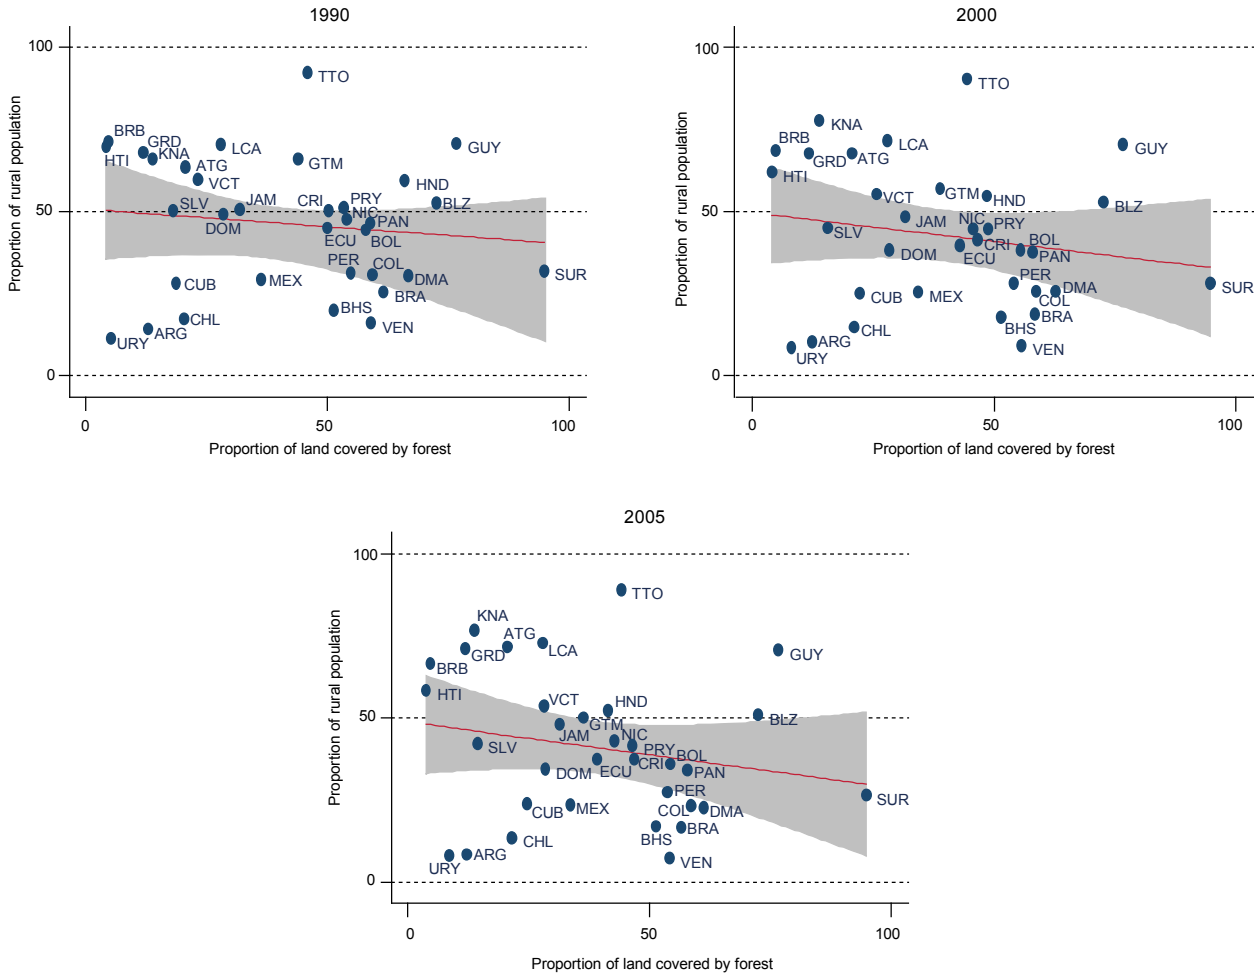 1990
100
50
0
Proportion of rural population
TTO
BRB
GRD
HTI
KNA
ATG
LCA
VCT
GTM
GUY
HND
SLV
JAM
DOM
CRI
PRY
NIC
BLZ
PAN
ECU
BOL
PER
COL
SUR
CUB
MEX
DMA
BRA
BHS
VEN
CHL
ARG
URY
0
50
100
Proportion of land covered by forest
2000
100
50
0
Proportion of rural population
TTO
KNA
BRB
GRD
ATG
LCA
GUY
HTI
VCT
GTM
HND
BLZ
SLV
JAM
NIC
PRY
DOM
ECU
CRI
BOL
PAN
PER
CUB
MEX
COL
DMA
SUR
BHS
BRA
CHL
ARG
URY
VEN
0
50
100
Proportion of land covered by forest
2005
100
50
0
Proportion of rural population
TTO
KNA
ATG
GRD
LCA
GUY
BRB
HTI
VCT
HND
GTM
BLZ
JAM
NIC
SLV
PRY
DOM
ECU
CRI
BOL
PAN
PER
SUR
CUB
MEX
COL
DMA
BHS
BRA
CHL
URY
ARG
VEN
0
50
100
Proportion of land covered by forest